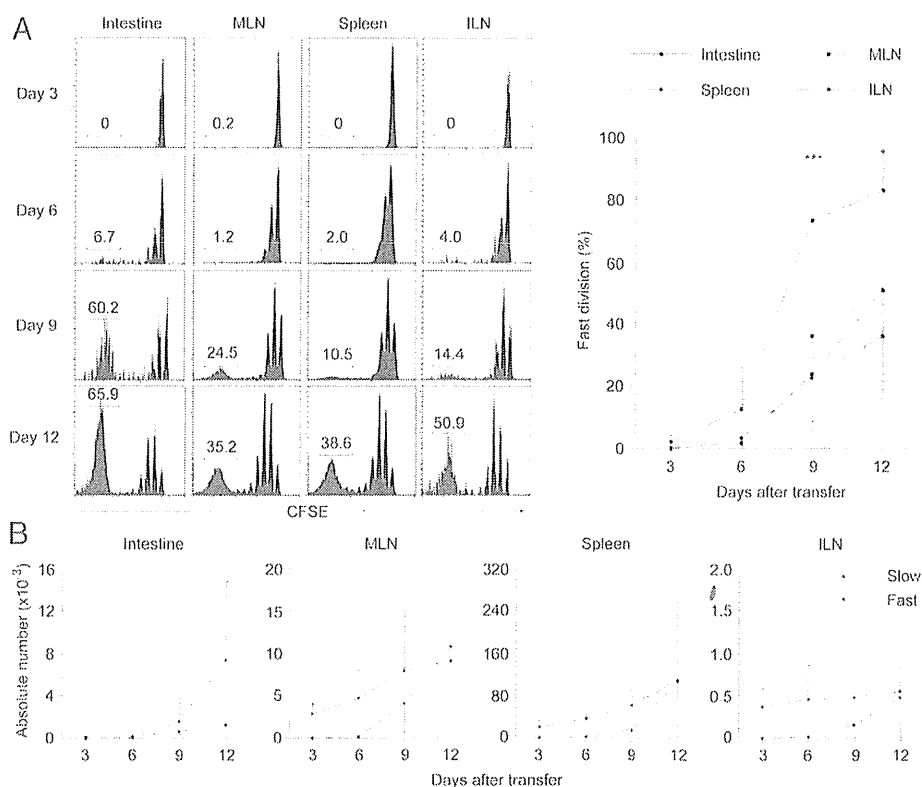 A
Intestine MLN Spleen ILN
Day 3
0 0.2 0 0
Day 6
6.7 1.2 2.0 4.0
Day 9
60.2 24.5 10.5 14.4
Day 12
65.9 35.2 38.6 50.9
CFSE
Intestine MLN
Spleen ILN
Fast division (%)
100
80
60
40
20
0
***
3 6 9 12
Days after transfer
B
Intestine MLN Spleen ILN
Absolute number (x10-3)
16
12
8
4
0
20
15
10
5
0
320
240
160
80
0
2.0
1.5
1.0
0.5
0
Slow
Fast
3 6 9 12 3 6 9 12 3 6 9 12 3 6 9 12
Days after transfer